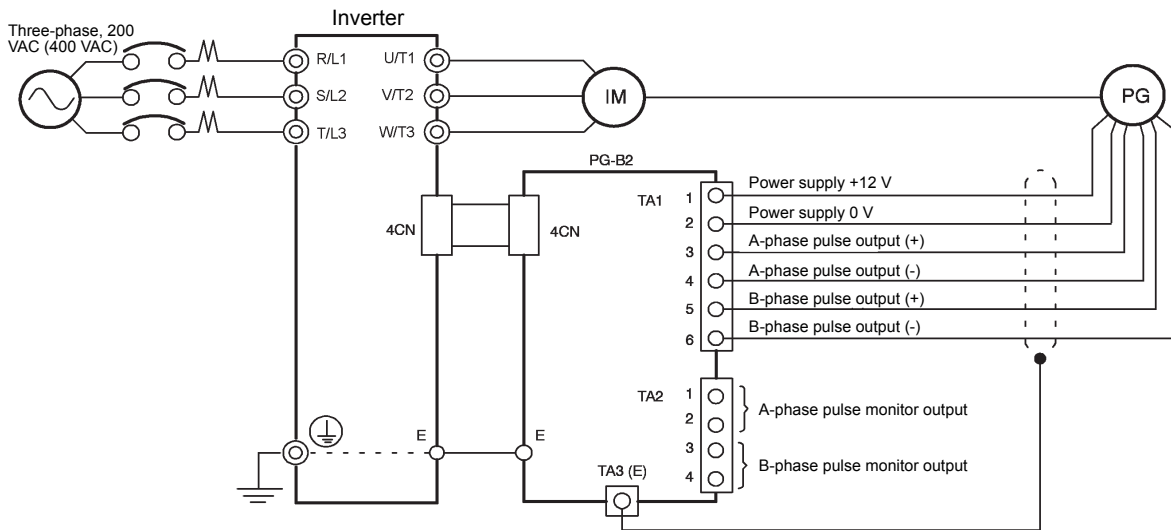 Inverter
Three-phase, 200
VAC (400 VAC)
R/L1
U/T1
S/L2
V/T2
T/L3
W/T3
IM
PG
PG-B2
4CN
4CN
TA1
1
Power supply +12 V
2
Power supply 0 V
3
A-phase pulse output (+)
4
A-phase pulse output (-)
5
B-phase pulse output (+)
6
B-phase pulse output (-)
TA2
1
2
A-phase pulse monitor output
3
4
B-phase pulse monitor output
E
E
TA3 (E)